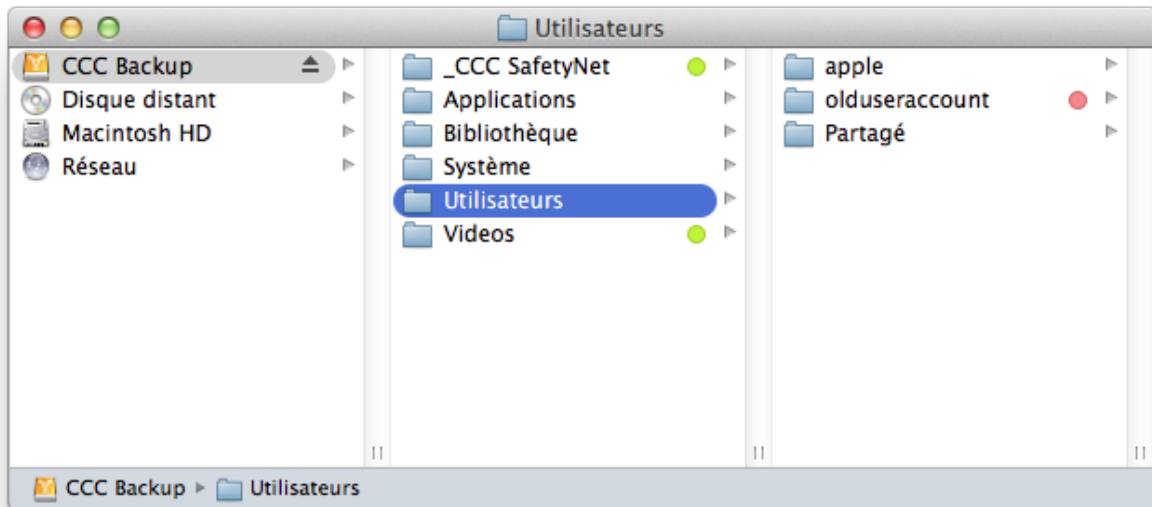 Utilisateurs
CCC Backup
Disque distant
Macintosh HD
Réseau
_CCC SafetyNet
Applications
Bibliothèque
Système
Utilisateurs
Videos
apple
olduseraccount
Partagé
CCC Backup ▸ Utilisateurs